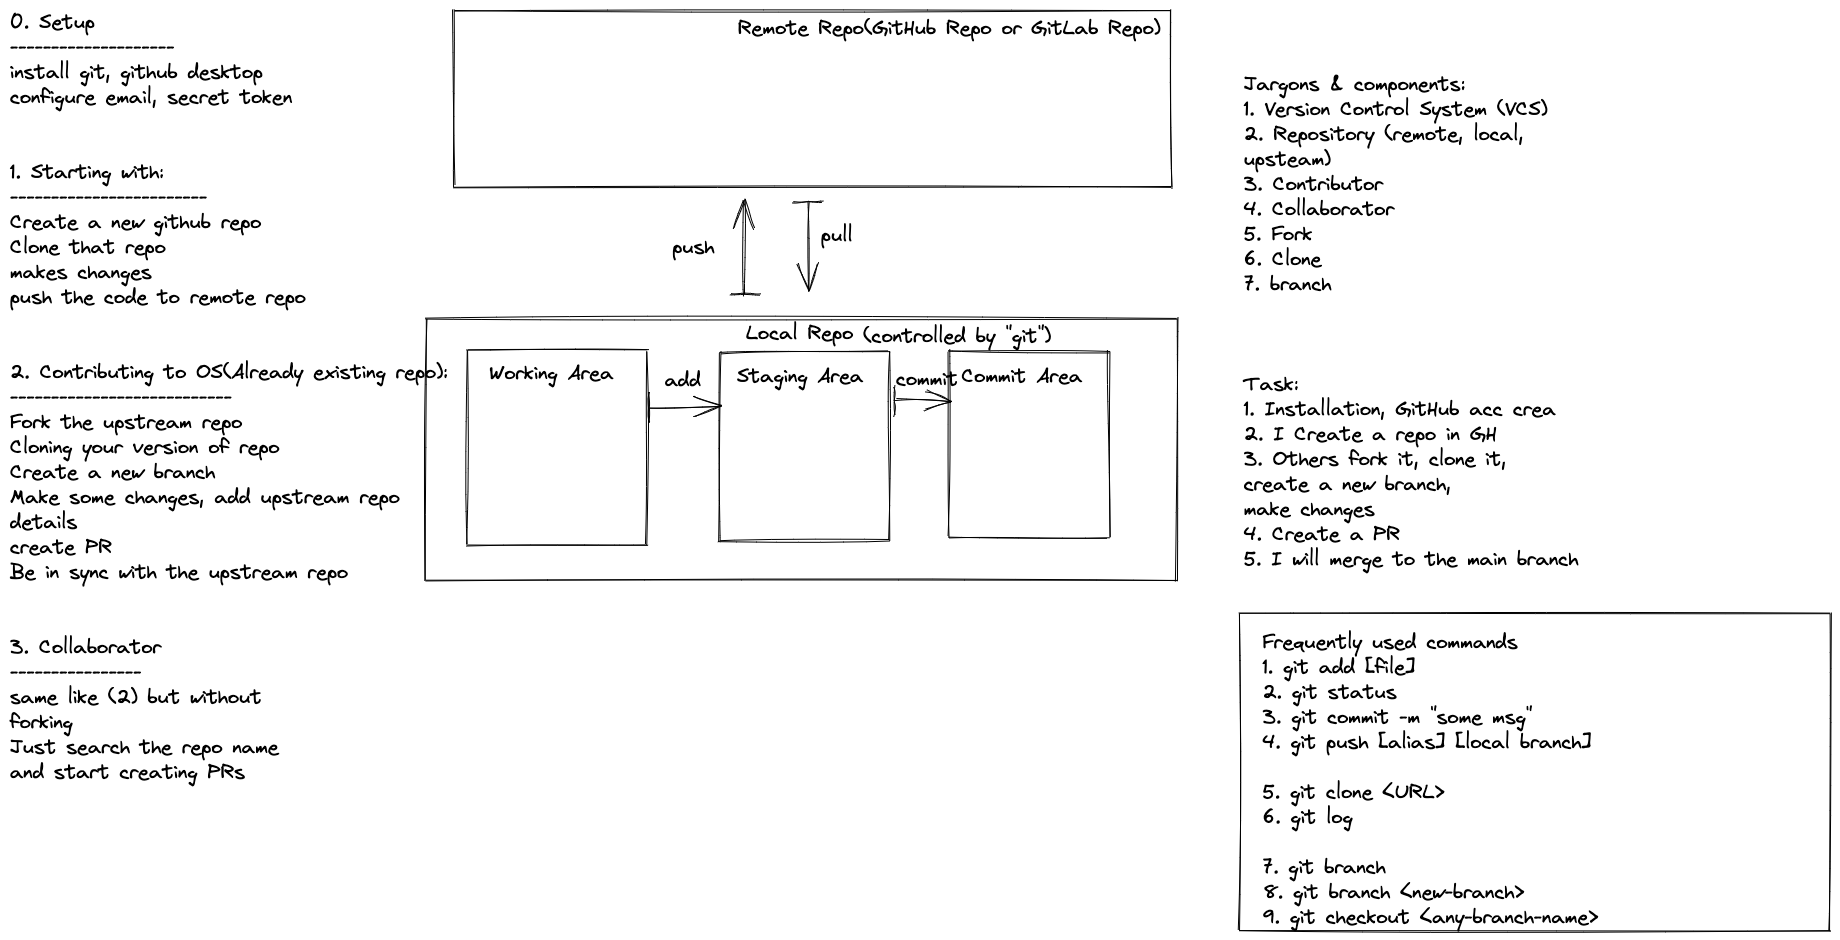 0. Setup
--------------------
install git, github desktop
configure email, secret token
1. Starting with:
------------------------
Create a new github repo
Clone that repo
makes changes
push the code to remote repo
2. Contributing to OS(Already existing repo):
---------------------------
Fork the upstream repo
Cloning your version of repo
Create a new branch
Make some changes, add upstream repo
details
create PR
Be in sync with the upstream repo
3. Collaborator
----------------
same like (2) but without
forking
Just search the repo name
and start creating PRs
Remote Repo(GitHub Repo or GitLab Repo)
push
pull
Local Repo (controlled by "git")
Working Area
add
Staging Area
commit
Commit Area
Jargons & components:
1. Version Control System (VCS)
2. Repository (remote, local,
upsteam)
3. Contributor
4. Collaborator
5. Fork
6. Clone
7. branch
Task:
1. Installation, GitHub acc crea
2. I Create a repo in GH
3. Others fork it, clone it,
create a new branch,
make changes
4. Create a PR
5. I will merge to the main branch
Frequently used commands
1. git add [file]
2. git status
3. git commit -m "some msg"
4. git push [alias] [local branch]
5. git clone <URL>
6. git log
7. git branch
8. git branch <new-branch>
9. git checkout <any-branch-name>